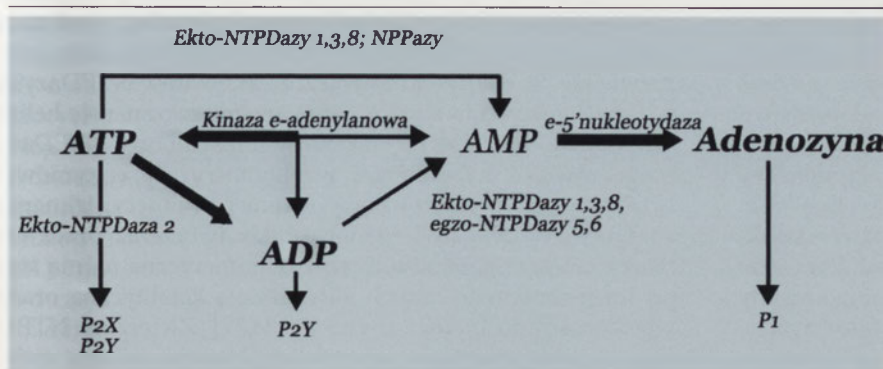 Ekto-NTPDazy 1,3,8; NPPazy
Kinaza e-adenylanowa
e-5'nukleotydaza
ATP
AMP
Adenozyna
Ekto-NTPDaza 2
Ekto-NTPDazy 1,3,8,
egzo-NTPDazy 5,6
ADP
P2X
P2Y
P2Y
P1